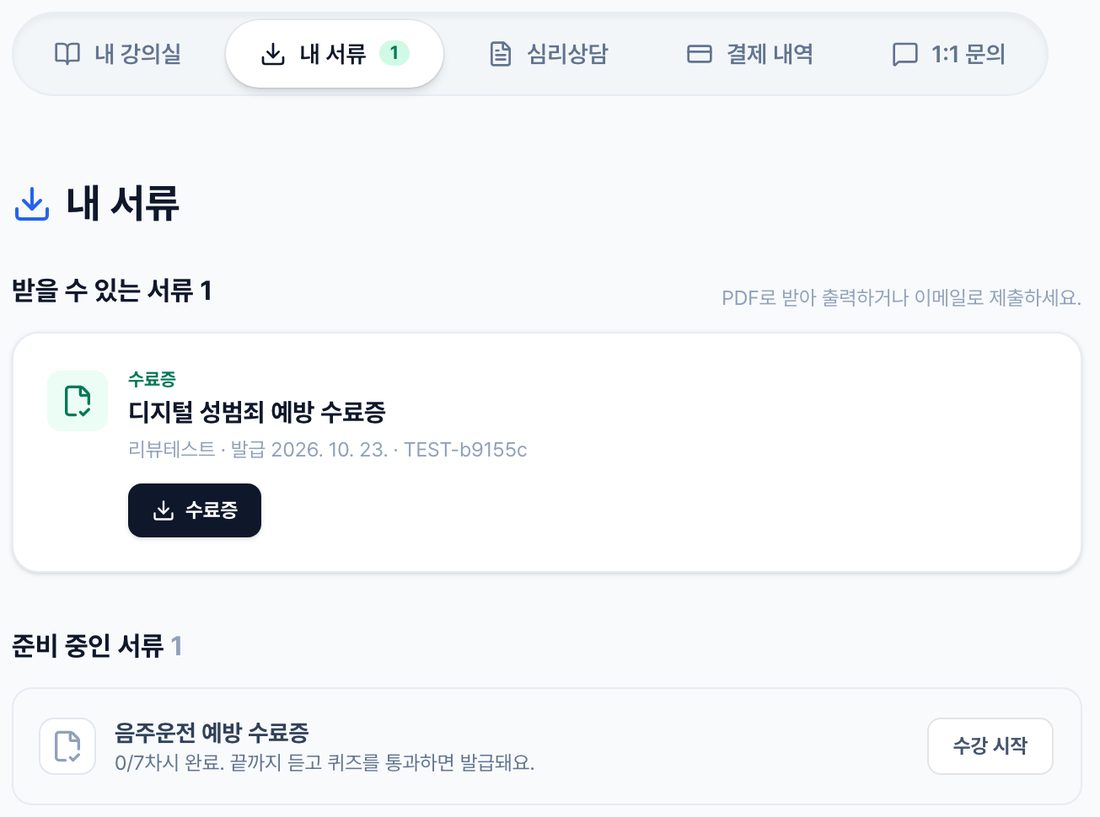 내 강의실
내 서류 1
심리상담
결제 내역
1:1 문의
내 서류
받을 수 있는 서류 1
PDF로 받아 출력하거나 이메일로 제출하세요.
수료증
디지털 성범죄 예방 수료증
리뷰테스트 · 발급 2026. 10. 23. · TEST-b9155c
수료증
준비 중인 서류 1
음주운전 예방 수료증
0/7차시 완료. 끝까지 듣고 퀴즈를 통과하면 발급돼요.
수강 시작